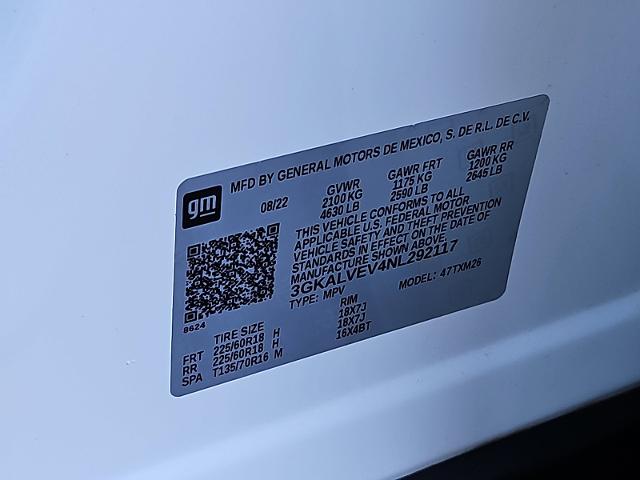 MFD BY GENERAL MOTORS DE MEXICO, S. DE R.L. DE C.V.
gm
08/22
GVWR GAWR FRT GAWR RR
2100 KG 1175 KG 1200 KG
4630 LB 2590 LB 2645 LB
THIS VEHICLE CONFORMS TO ALL
APPLICABLE U.S. FEDERAL MOTOR
VEHICLE SAFETY AND THEFT PREVENTION
STANDARDS IN EFFECT ON THE DATE OF
MANUFACTURE SHOWN ABOVE.
3GKALVEV4NL292117
TYPE: MPV MODEL: 47TXM26
8624
TIRE SIZE RIM
FRT 225/60R18 H 18X7J
RR 225/60R18 H 18X7J
SPA T135/70R16 M 16X4BT